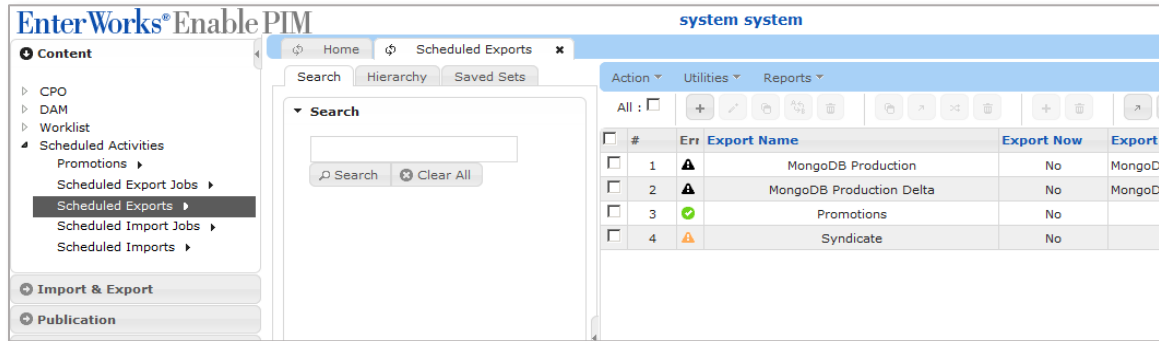 EnterWorks® Enable PIM
system system
Content
Home
Scheduled Exports
CPO
DAM
Worklist
Scheduled Activities
Promotions
Scheduled Export Jobs
Scheduled Exports
Scheduled Import Jobs
Scheduled Imports
Import & Export
Publication
Search Hierarchy Saved Sets
Search
Search Clear All
Action Utilities Reports
All :
# Err Export Name Export Now Export
1 MongoDB Production No MongoD
2 MongoDB Production Delta No MongoD
3 Promotions No
4 Syndicate No